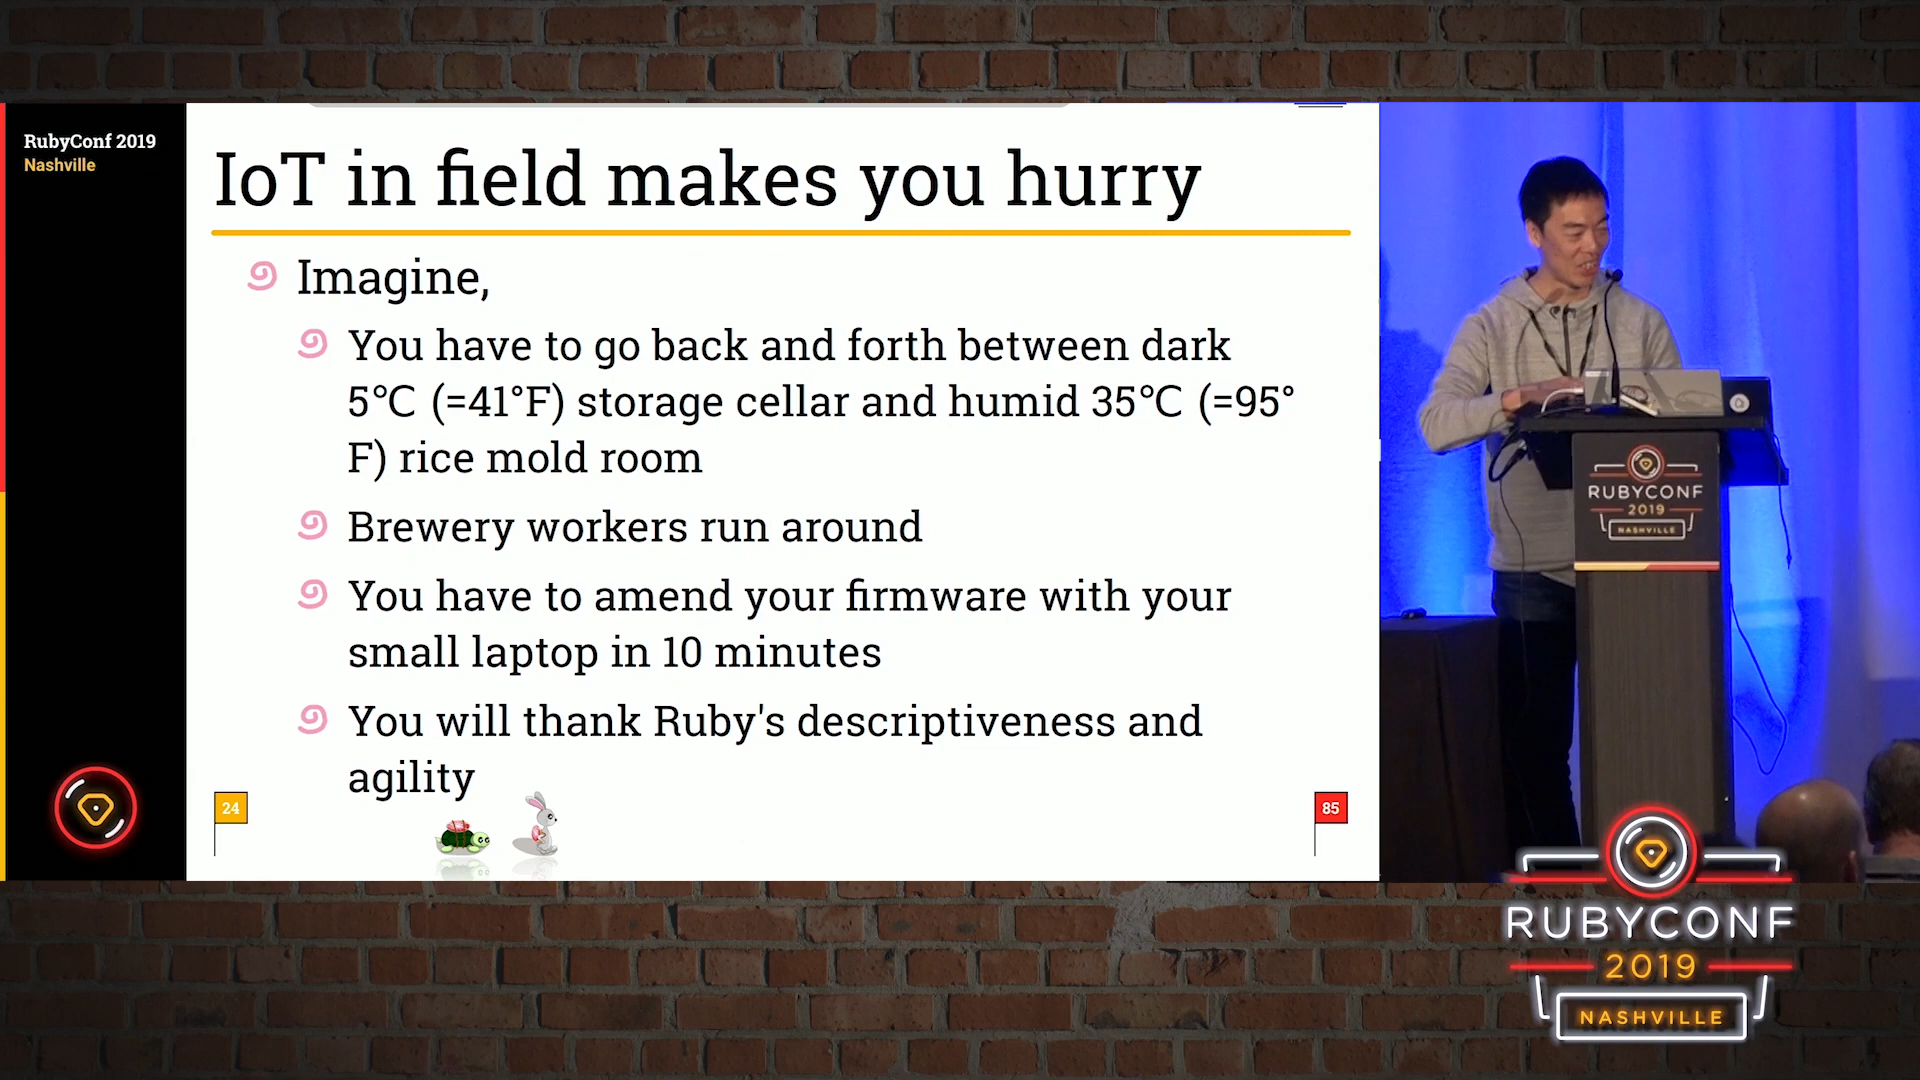 RubyConf 2019
Nashville
IoT in field makes you hurry
Imagine,
You have to go back and forth between dark
5℃ (=41°F) storage cellar and humid 35℃ (=95°
F) rice mold room
Brewery workers run around
You have to amend your firmware with your
small laptop in 10 minutes
You will thank Ruby's descriptiveness and
agility
24
85
RUBYCONF
2019
NASHVILLE
RUBYCONF
2019
NASHVILLE